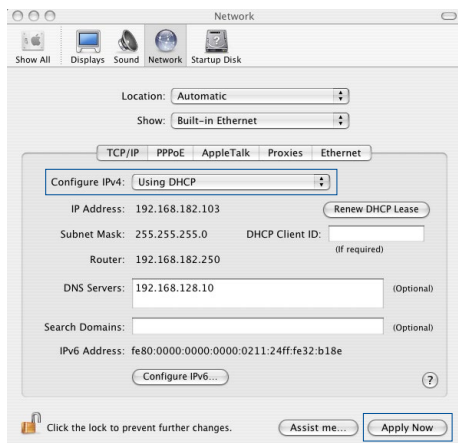 Network
Show All Displays Sound Network Startup Disk
Location: Automatic
Show: Built-in Ethernet
TCP/IP PPPoE AppleTalk Proxies Ethernet
Configure IPv4: Using DHCP
IP Address: 192.168.182.103 Renew DHCP Lease
Subnet Mask: 255.255.255.0 DHCP Client ID:
(If required)
Router: 192.168.182.250
DNS Servers: 192.168.128.10 (Optional)
Search Domains: (Optional)
IPv6 Address: fe80:0000:0000:0000:0211:24ff:fe32:b18e
Configure IPv6...
?
Click the lock to prevent further changes. Assist me... Apply Now